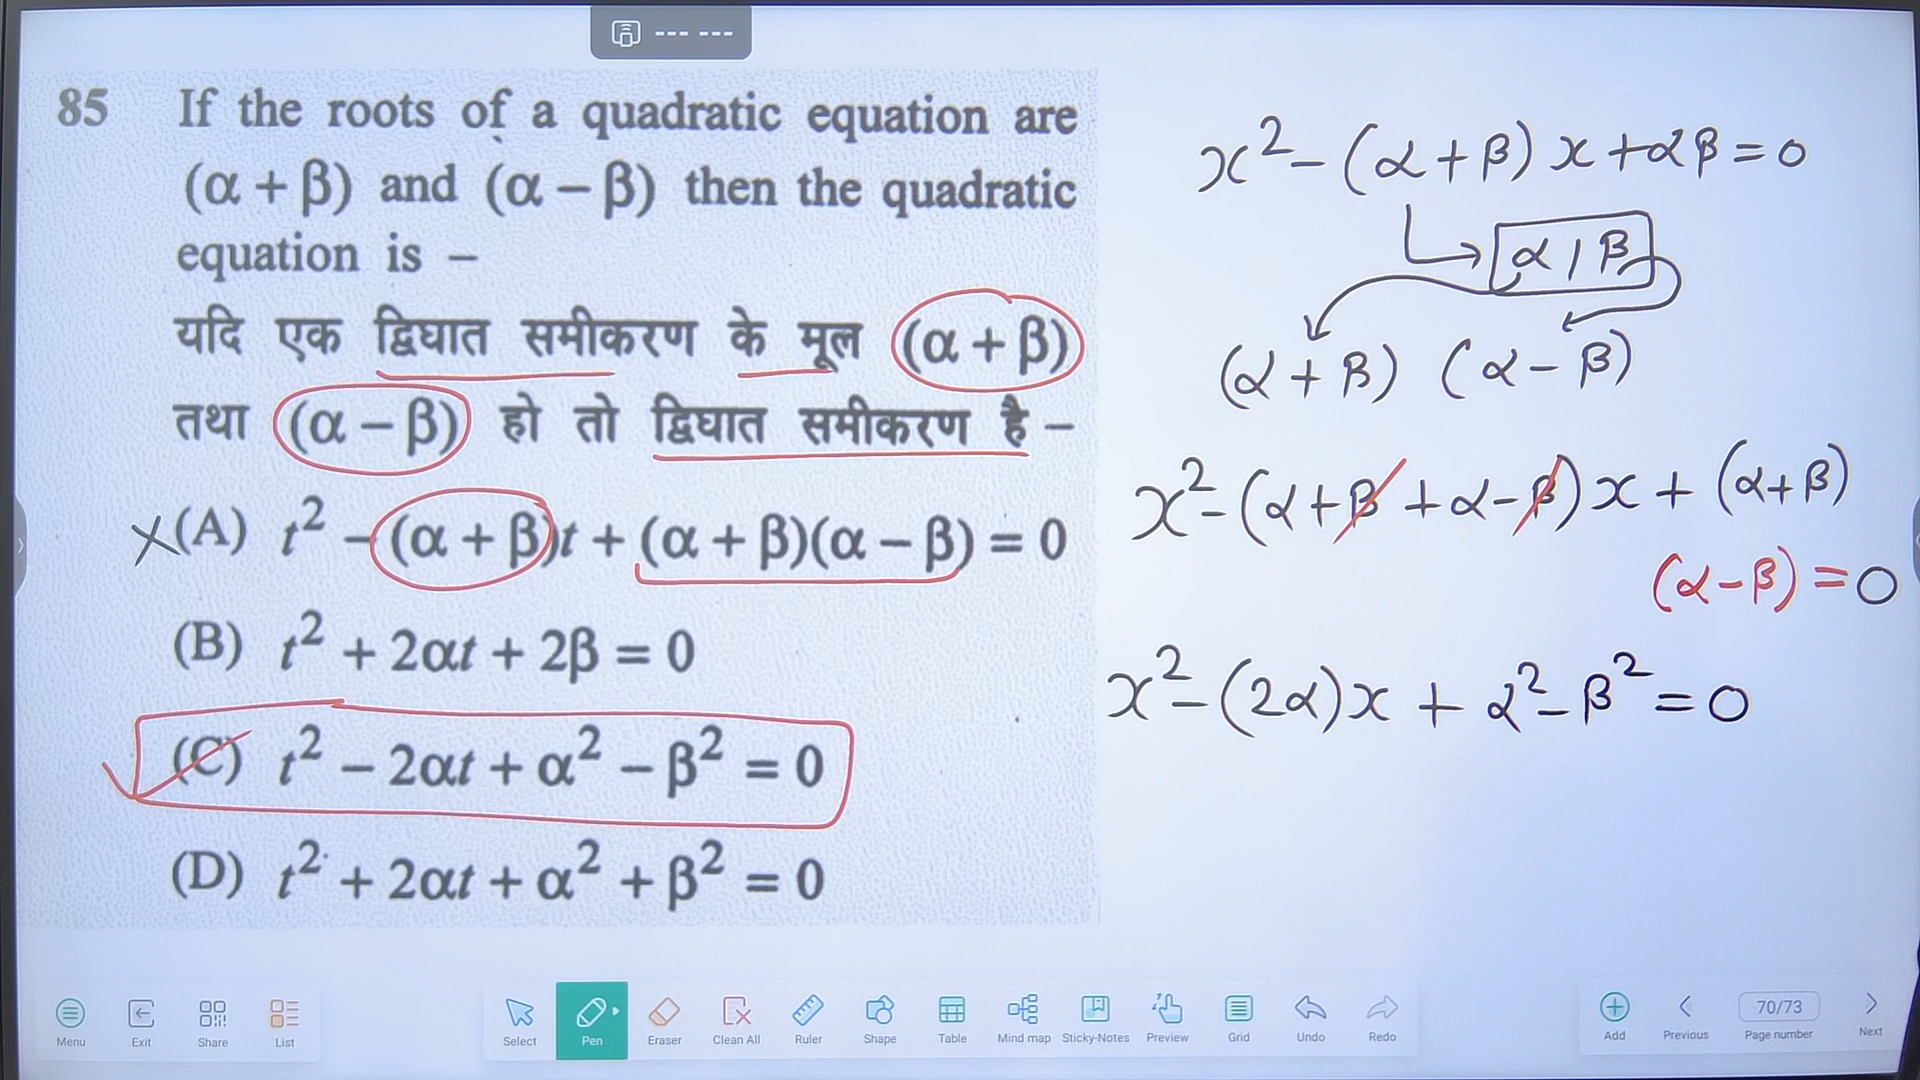 --- ---
85 If the roots of a quadratic equation are
(α + β) and (α – β) then the quadratic
equation is –
यदि एक द्विघात समीकरण के मूल (α + β)
तथा (α – β) हो तो द्विघात समीकरण है –
(A) t² – (α + β)t + (α + β)(α – β) = 0
(B) t² + 2αt + 2β = 0
(C) t² – 2αt + α² – β² = 0
(D) t² + 2αt + α² + β² = 0
x² – (α + β) x + αβ = 0
α, β
(α + β) (α – β)
x² – (α + β + α – β) x + (α + β)
(α – β) = 0
x² – (2α) x + α² – β² = 0
Menu Exit Share List Select Pen Eraser Clean All Ruler Shape Table Mind map Sticky-Notes Preview Grid Undo Redo Add Previous 70/73 Page number Next